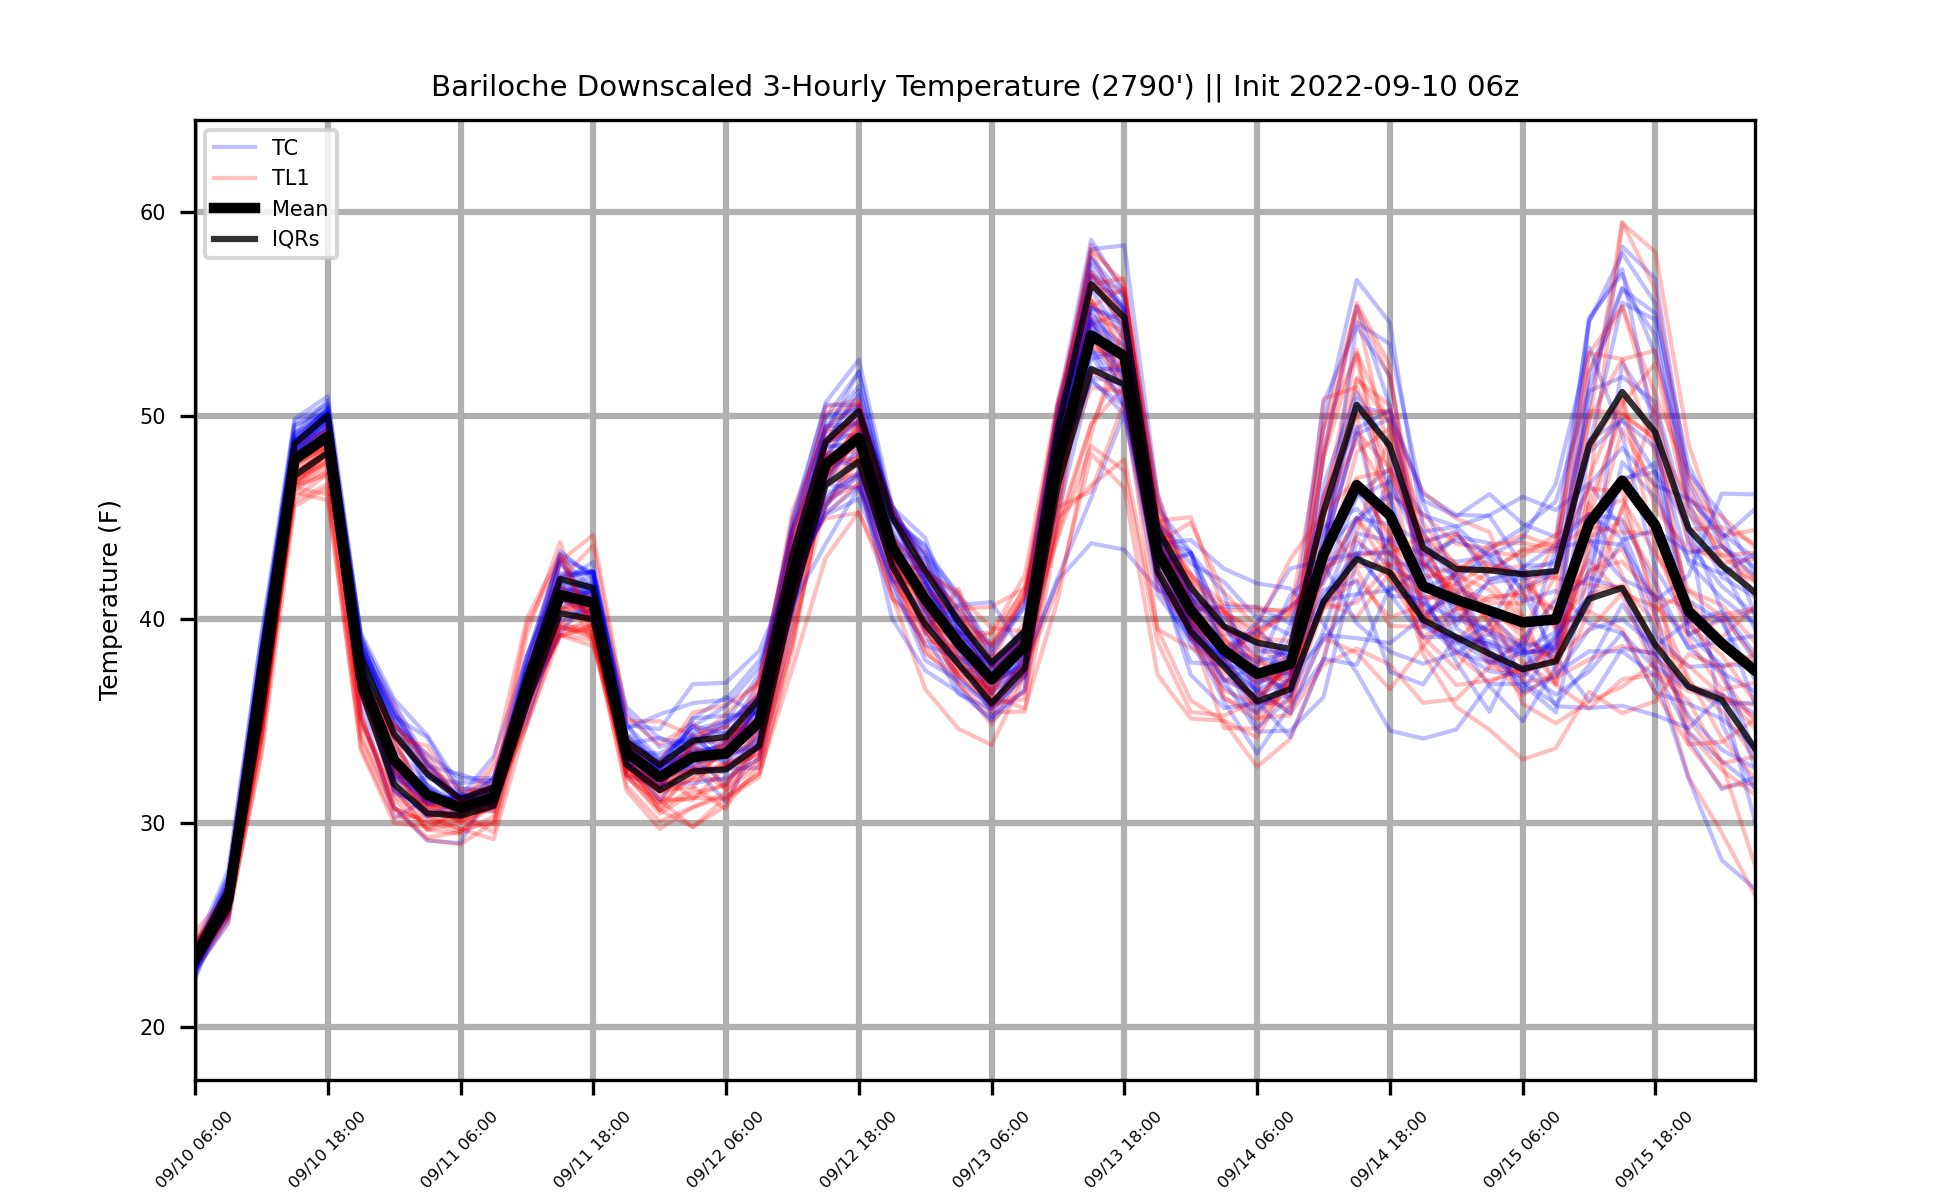 Bariloche Downscaled 3-Hourly Temperature (2790') || Init 2022-09-10 06z
TC
TL1
Mean
IQRs
Temperature (F)
60
50
40
30
20
09/10 06:00
09/10 18:00
09/11 06:00
09/11 18:00
09/12 06:00
09/12 18:00
09/13 06:00
09/13 18:00
09/14 06:00
09/14 18:00
09/15 06:00
09/15 18:00